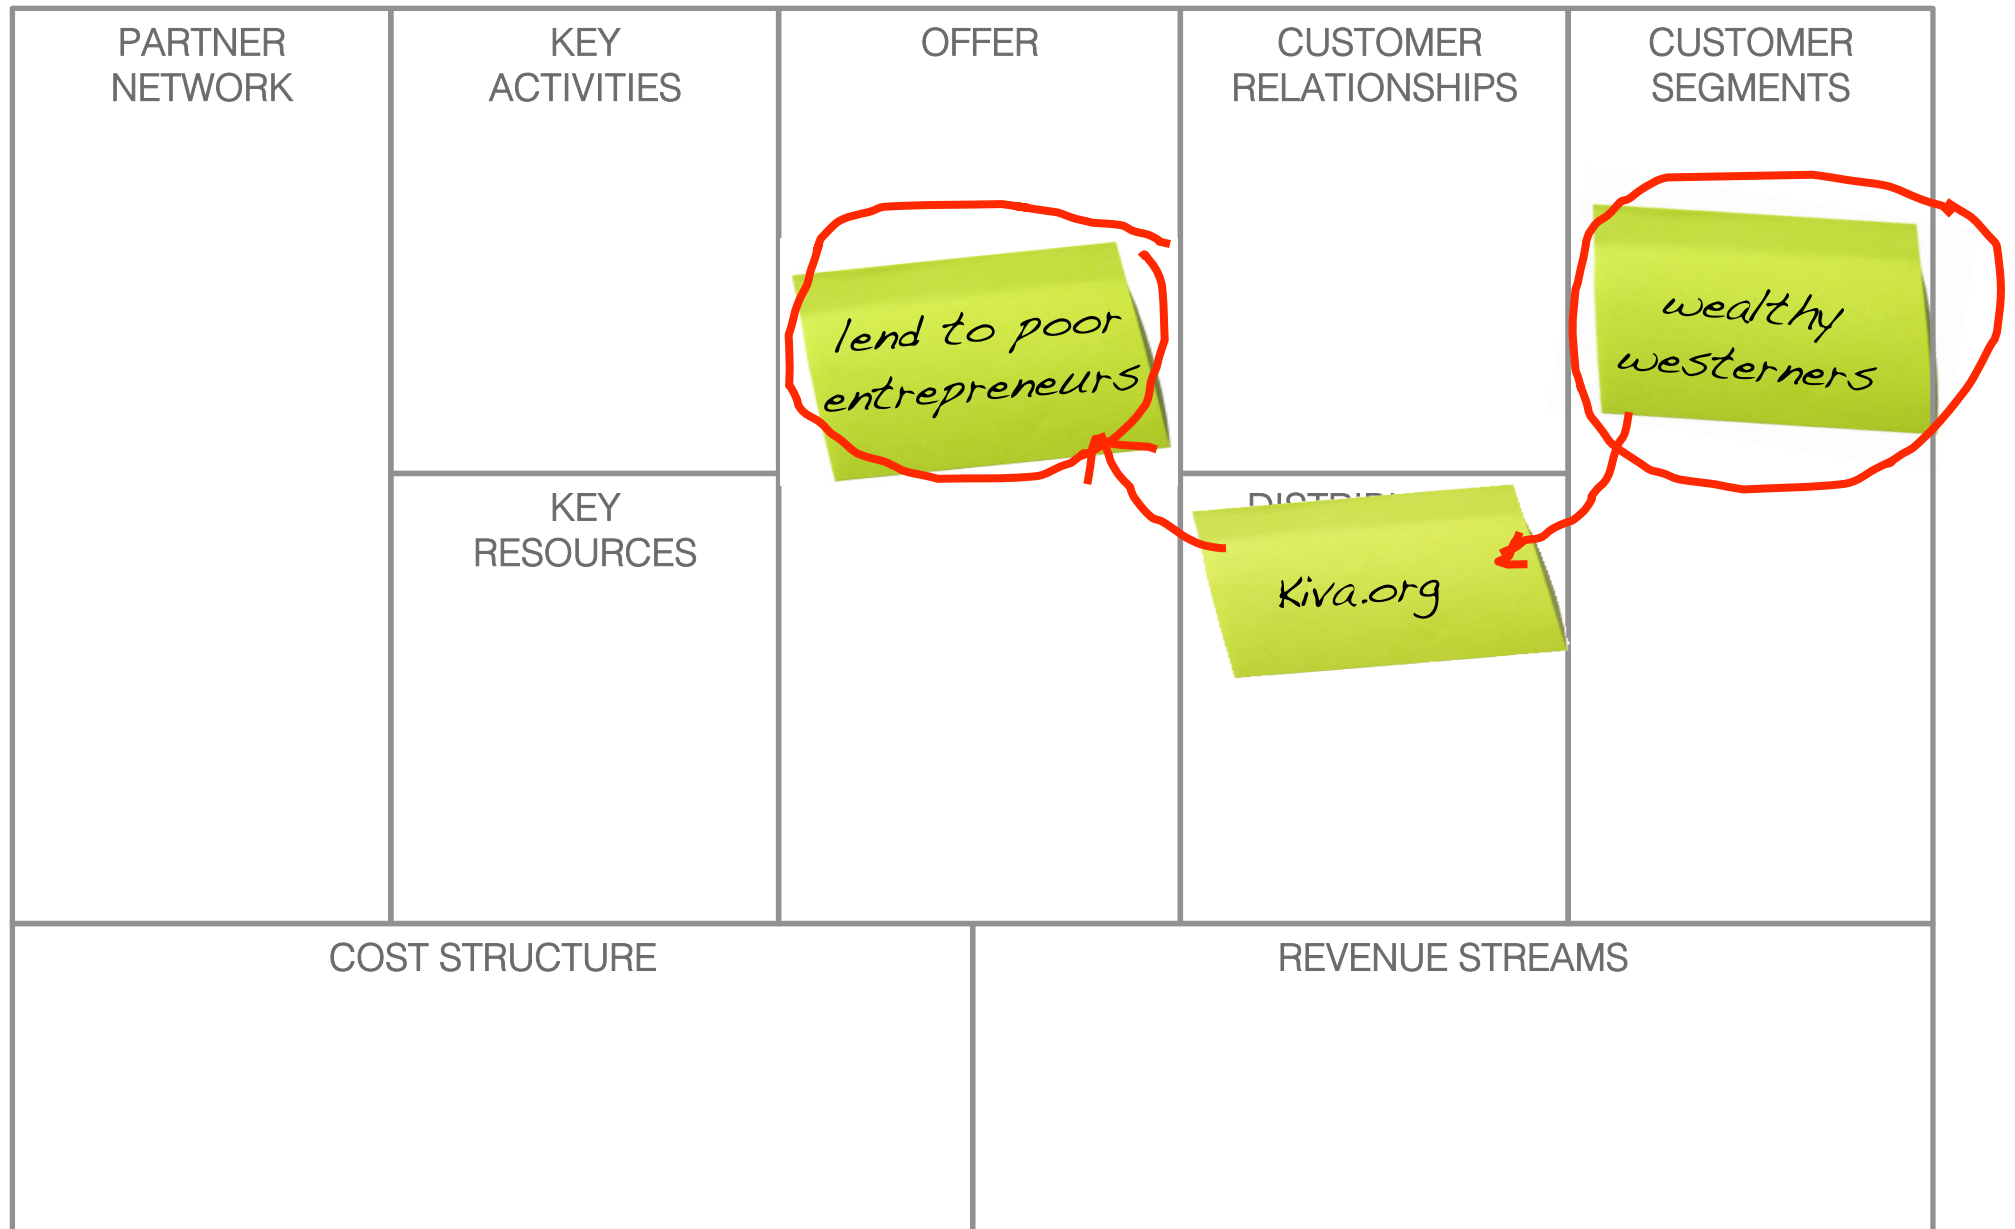 PARTNER
NETWORK
KEY
ACTIVITIES
OFFER
CUSTOMER
RELATIONSHIPS
CUSTOMER
SEGMENTS
lend to poor
entrepreneurs
wealthy
westerners
KEY
RESOURCES
Kiva.org
COST STRUCTURE
REVENUE STREAMS